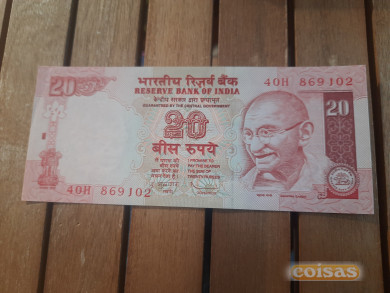 20
भारतीय रिज़र्व बैंक
RESERVE BANK OF INDIA
केन्द्रीय सरकार द्वारा प्रत्याभूत
GUARANTEED BY THE CENTRAL GOVERNMENT
40H 869102
20
20
बीस रुपये
I PROMISE TO
PAY THE BEARER
THE SUM OF
TWENTY RUPEES
40H 869102
20
coisas